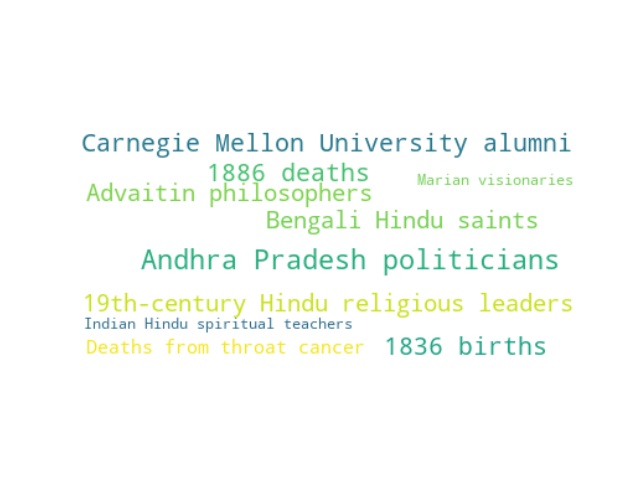 Carnegie Mellon University alumni
1886 deaths
Marian visionaries
Advaitin philosophers
Bengali Hindu saints
Andhra Pradesh politicians
19th-century Hindu religious leaders
Indian Hindu spiritual teachers
Deaths from throat cancer
1836 births